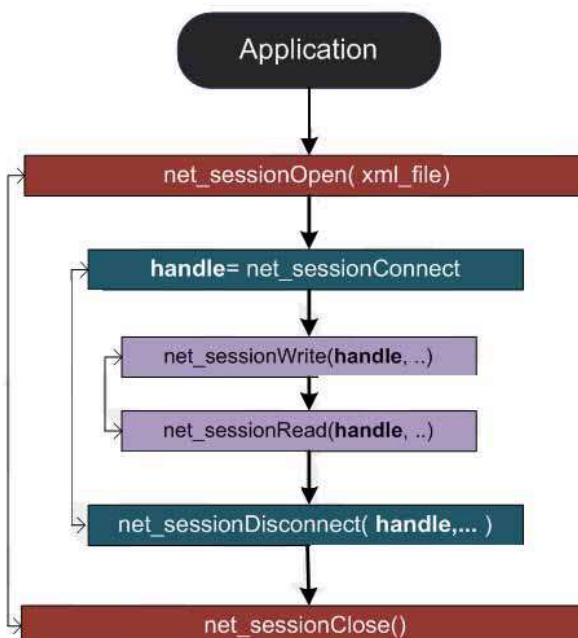 Application
net_sessionOpen( xml_file)
handle= net_sessionConnect
net_sessionWrite(handle, ..)
net_sessionRead(handle, ..)
net_sessionDisconnect( handle,... )
net_sessionClose()